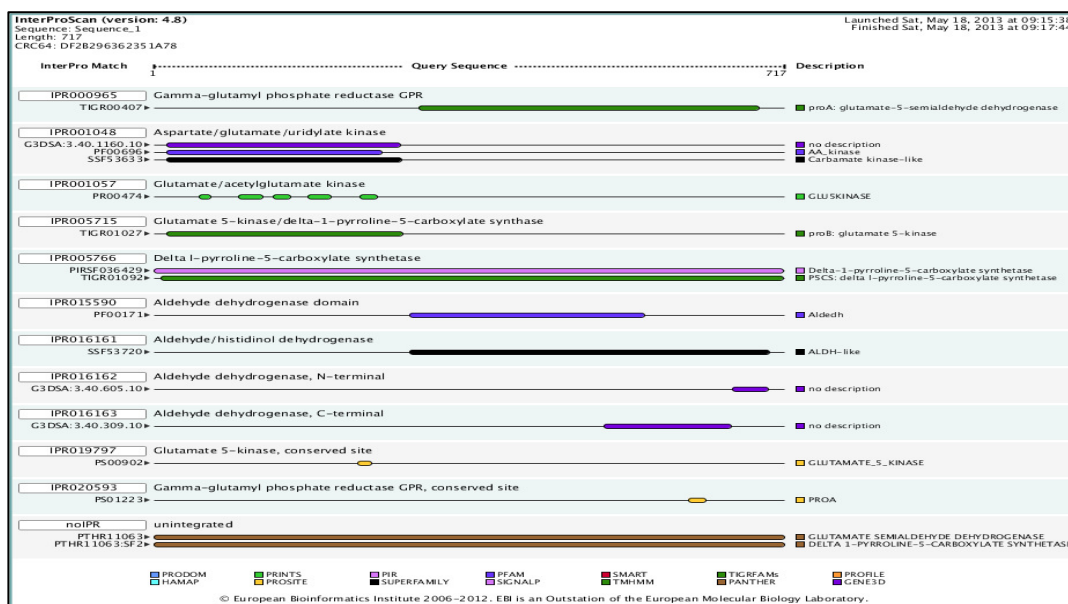 InterProScan (version: 4.8)
Sequence: Sequence_1
Length: 717
CRC64: DF2B296362351A78
Launched Sat, May 18, 2013 at 09:15:38
Finished Sat, May 18, 2013 at 09:17:44
InterPro Match Query Sequence Description
1 717
IPR000965 Gamma-glutamyl phosphate reductase GPR
TIGR00407 proA: glutamate-5-semialdehyde dehydrogenase
IPR001048 Aspartate/glutamate/uridylate kinase
G3DSA:3.40.1160.10 no description
PF00696 AA_kinase
SSF53633 Carbamate kinase-like
IPR001057 Glutamate/acetylglutamate kinase
PR00474 GLU5KINASE
IPR005715 Glutamate 5-kinase/delta-1-pyrroline-5-carboxylate synthase
TIGR01027 proB: glutamate 5-kinase
IPR005766 Delta l-pyrroline-5-carboxylate synthetase
PIRSF036429 Delta-1-pyrroline-5-carboxylate synthetase
TIGR01092 P5CS: delta l-pyrroline-5-carboxylate synthetase
IPR015590 Aldehyde dehydrogenase domain
PF00171 Aldedh
IPR016161 Aldehyde/histidinol dehydrogenase
SSF53720 ALDH-like
IPR016162 Aldehyde dehydrogenase, N-terminal
G3DSA:3.40.605.10 no description
IPR016163 Aldehyde dehydrogenase, C-terminal
G3DSA:3.40.309.10 no description
IPR019797 Glutamate 5-kinase, conserved site
PS00902 GLUTAMATE_5_KINASE
IPR020593 Gamma-glutamyl phosphate reductase GPR, conserved site
PS01223 PROA
noIPR unintegrated
PTHR11063 GLUTAMATE SEMIALDEHYDE DEHYDROGENASE
PTHR11063:SF2 DELTA 1-PYRROLINE-5-CARBOXYLATE SYNTHETASE
PRODOM PRINTS PIR PFAM SMART TIGRFAMs PROFILE
HAMAP PROSITE SUPERFAMILY SIGNALP TMHMM PANTHER GENE3D
© European Bioinformatics Institute 2006-2012. EBI is an Outstation of the European Molecular Biology Laboratory.